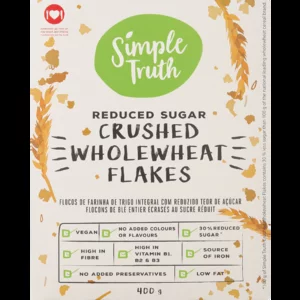 Simple
Truth
REDUCED SUGAR
CRUSHED
WHOLEWHEAT
FLAKES
FLOCOS DE FARINHA DE TRIGO INTEGRAL COM REDUZIDO TEOR DE AÇÚCAR
FLOCONS DE BLÉ ENTIER ÉCRASÉS AU SUCRE RÉDUIT
VEGAN
NO ADDED COLOURS
OR FLAVOURS
30% REDUCED
SUGAR*
HIGH IN
FIBRE
HIGH IN
VITAMIN B1,
B2 & B3
SOURCE
OF IRON
NO ADDED PRESERVATIVES
LOW FAT
400 g